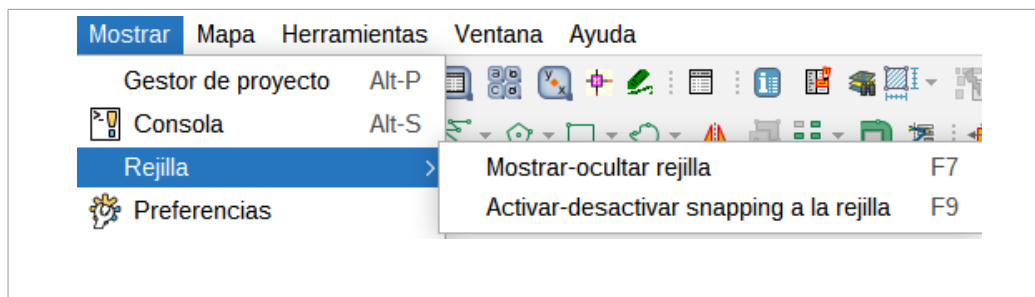 Mostrar Mapa Herramientas Ventana Ayuda
Gestor de proyecto Alt-P
Consola Alt-S
Rejilla
Mostrar-ocultar rejilla F7
Preferencias
Activar-desactivar snapping a la rejilla F9